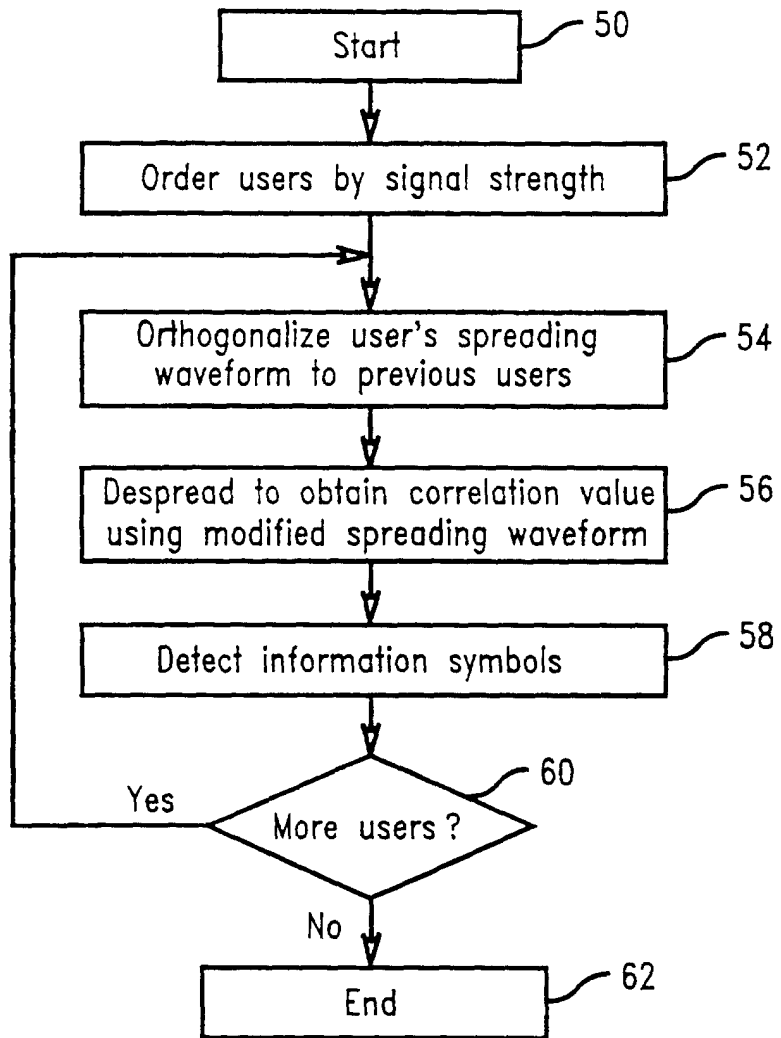 Start
50
Order users by signal strength
52
Orthogonalize user's spreading
waveform to previous users
54
Despread to obtain correlation value
using modified spreading waveform
56
Detect information symbols
58
60
Yes
More users?
No
End
62